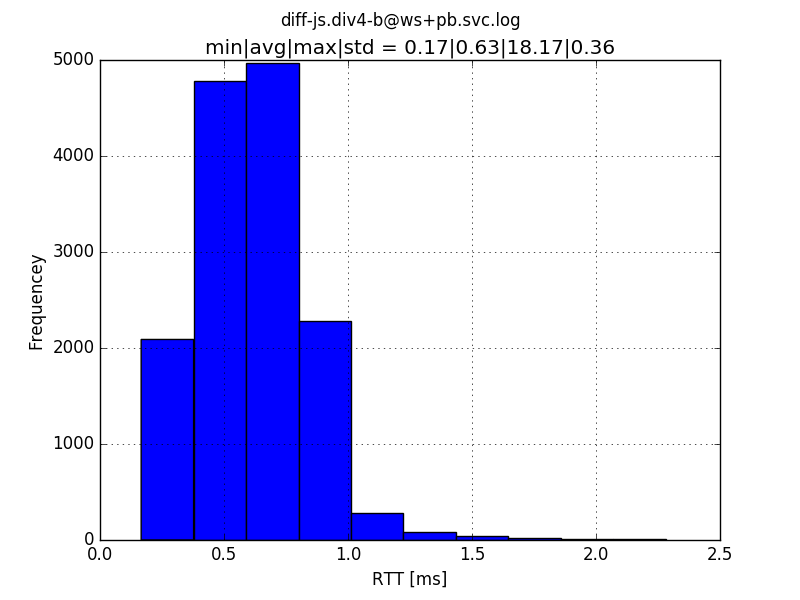 diff-js.div4-b@ws+pb.svc.log
min|avg|max|std = 0.17|0.63|18.17|0.36
5000
4000
3000
2000
1000
0
Frequencey
0.0 0.5 1.0 1.5 2.0 2.5
RTT [ms]